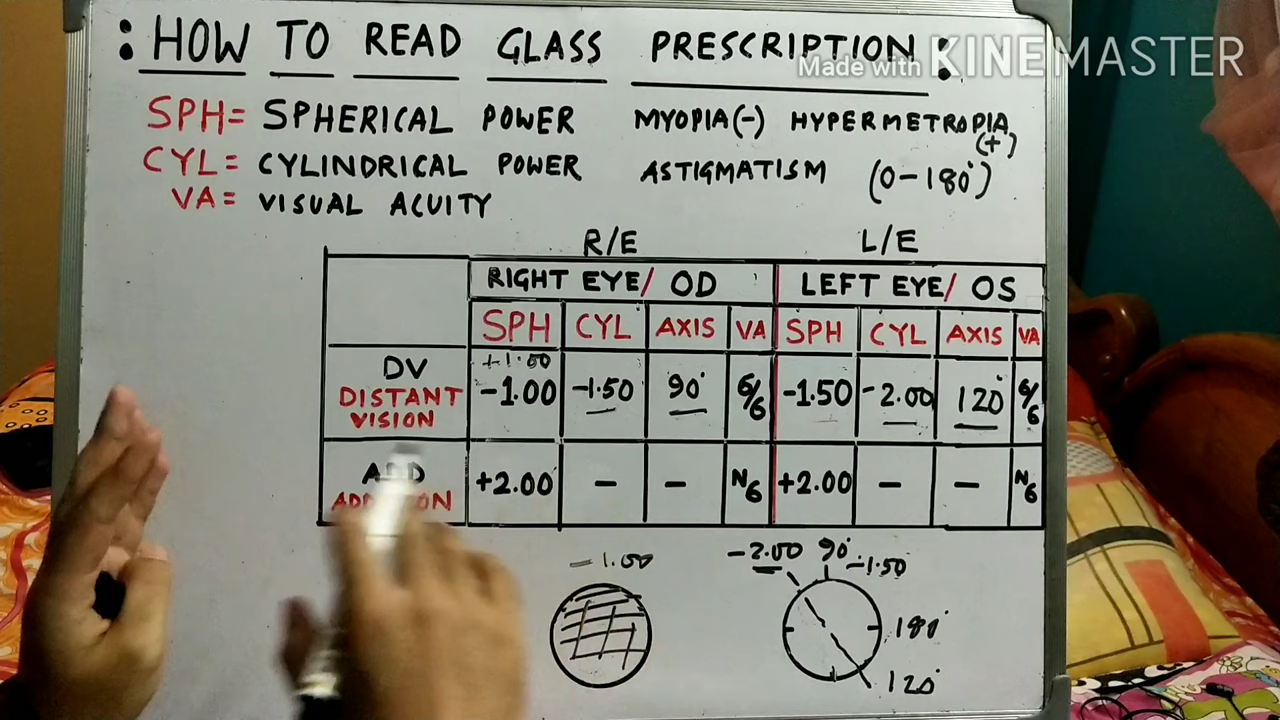 : HOW TO READ GLASS PRESCRIPTION :
Made with KINEMASTER
SPH= SPHERICAL POWER MYOPIA(-) HYPERMETROPIA (+)
CYL= CYLINDRICAL POWER ASTIGMATISM (0-180°)
VA= VISUAL ACUITY
R/E L/E
RIGHT EYE/ OD LEFT EYE/ OS
SPH CYL AXIS VA SPH CYL AXIS VA
+1.50
DV DISTANT VISION -1.00 -1.50 90° 6/6 -1.50 -2.00 120° 6/6
ADD ADDITION +2.00 - - N6 +2.00 - - N6
-1.00 -2.00 90° -1.50
180°
120°